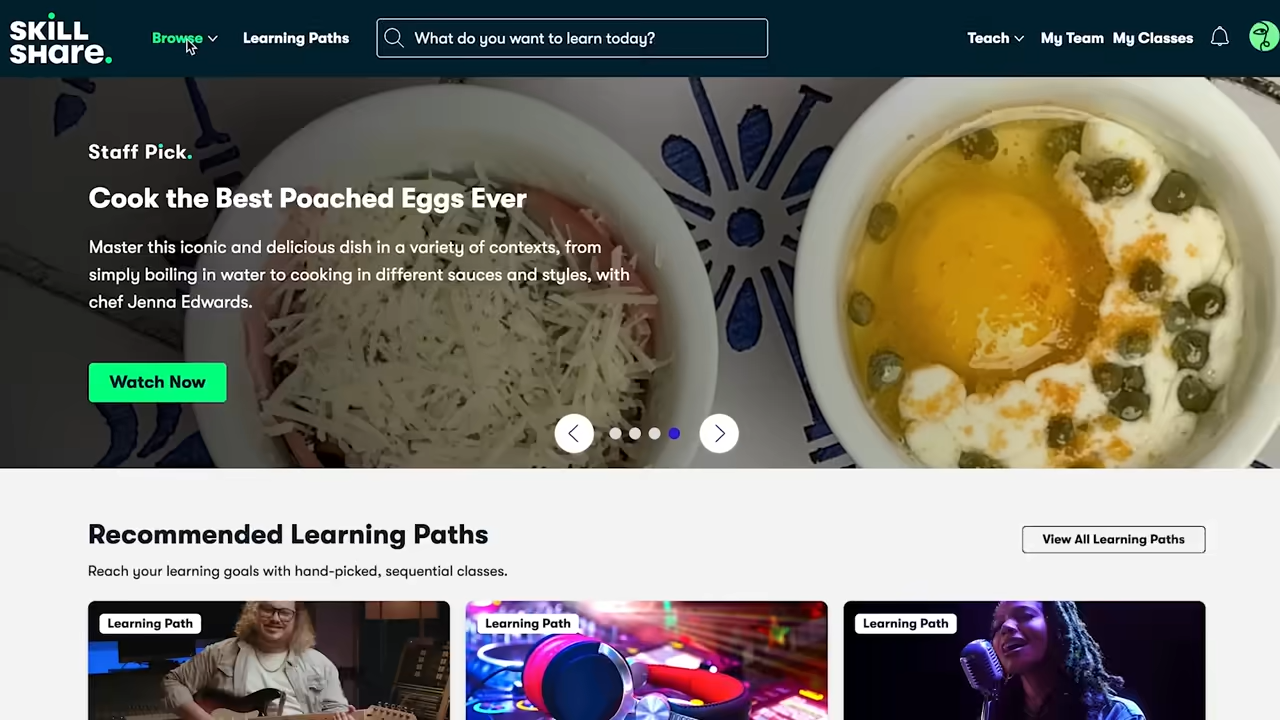 SKiLL
SHare.
Browse
Learning Paths
What do you want to learn today?
Teach
My Team
My Classes
Staff Pick.
Cook the Best Poached Eggs Ever
Master this iconic and delicious dish in a variety of contexts, from
simply boiling in water to cooking in different sauces and styles, with
chef Jenna Edwards.
Watch Now
Recommended Learning Paths
View All Learning Paths
Reach your learning goals with hand-picked, sequential classes.
Learning Path
Learning Path
Learning Path